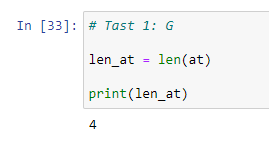 In [33]: # Tast 1: G
len_at = len(at)
print(len_at)
4